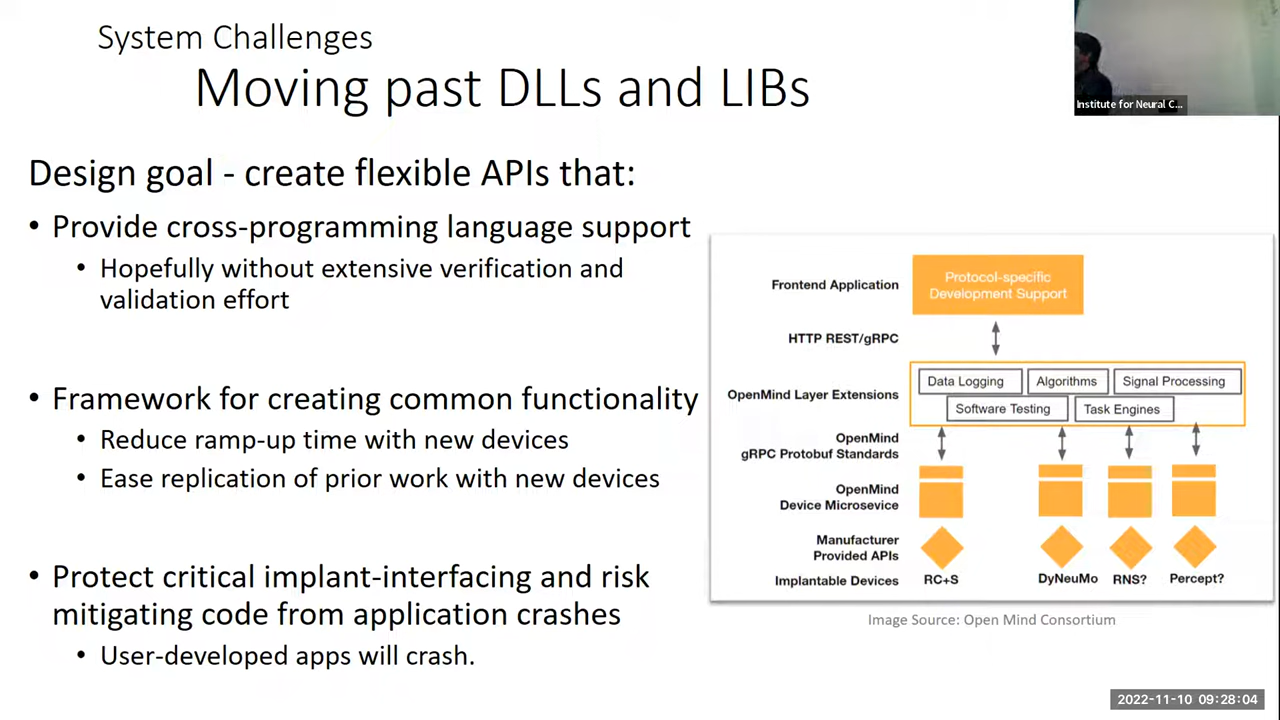 System Challenges
Moving past DLLs and LIBs
Institute for Neural C...
Design goal - create flexible APIs that:
• Provide cross-programming language support
• Hopefully without extensive verification and
validation effort
• Framework for creating common functionality
• Reduce ramp-up time with new devices
• Ease replication of prior work with new devices
• Protect critical implant-interfacing and risk
mitigating code from application crashes
• User-developed apps will crash.
Frontend Application
Protocol-specific
Development Support
HTTP REST/gRPC
OpenMind Layer Extensions
Data Logging
Algorithms
Signal Processing
Software Testing
Task Engines
OpenMind
gRPC Protobuf Standards
OpenMind
Device Microsevice
Manufacturer
Provided APIs
Implantable Devices
RC+S
DyNeuMo
RNS?
Percept?
Image Source: Open Mind Consortium
2022-11-10 09:28:04